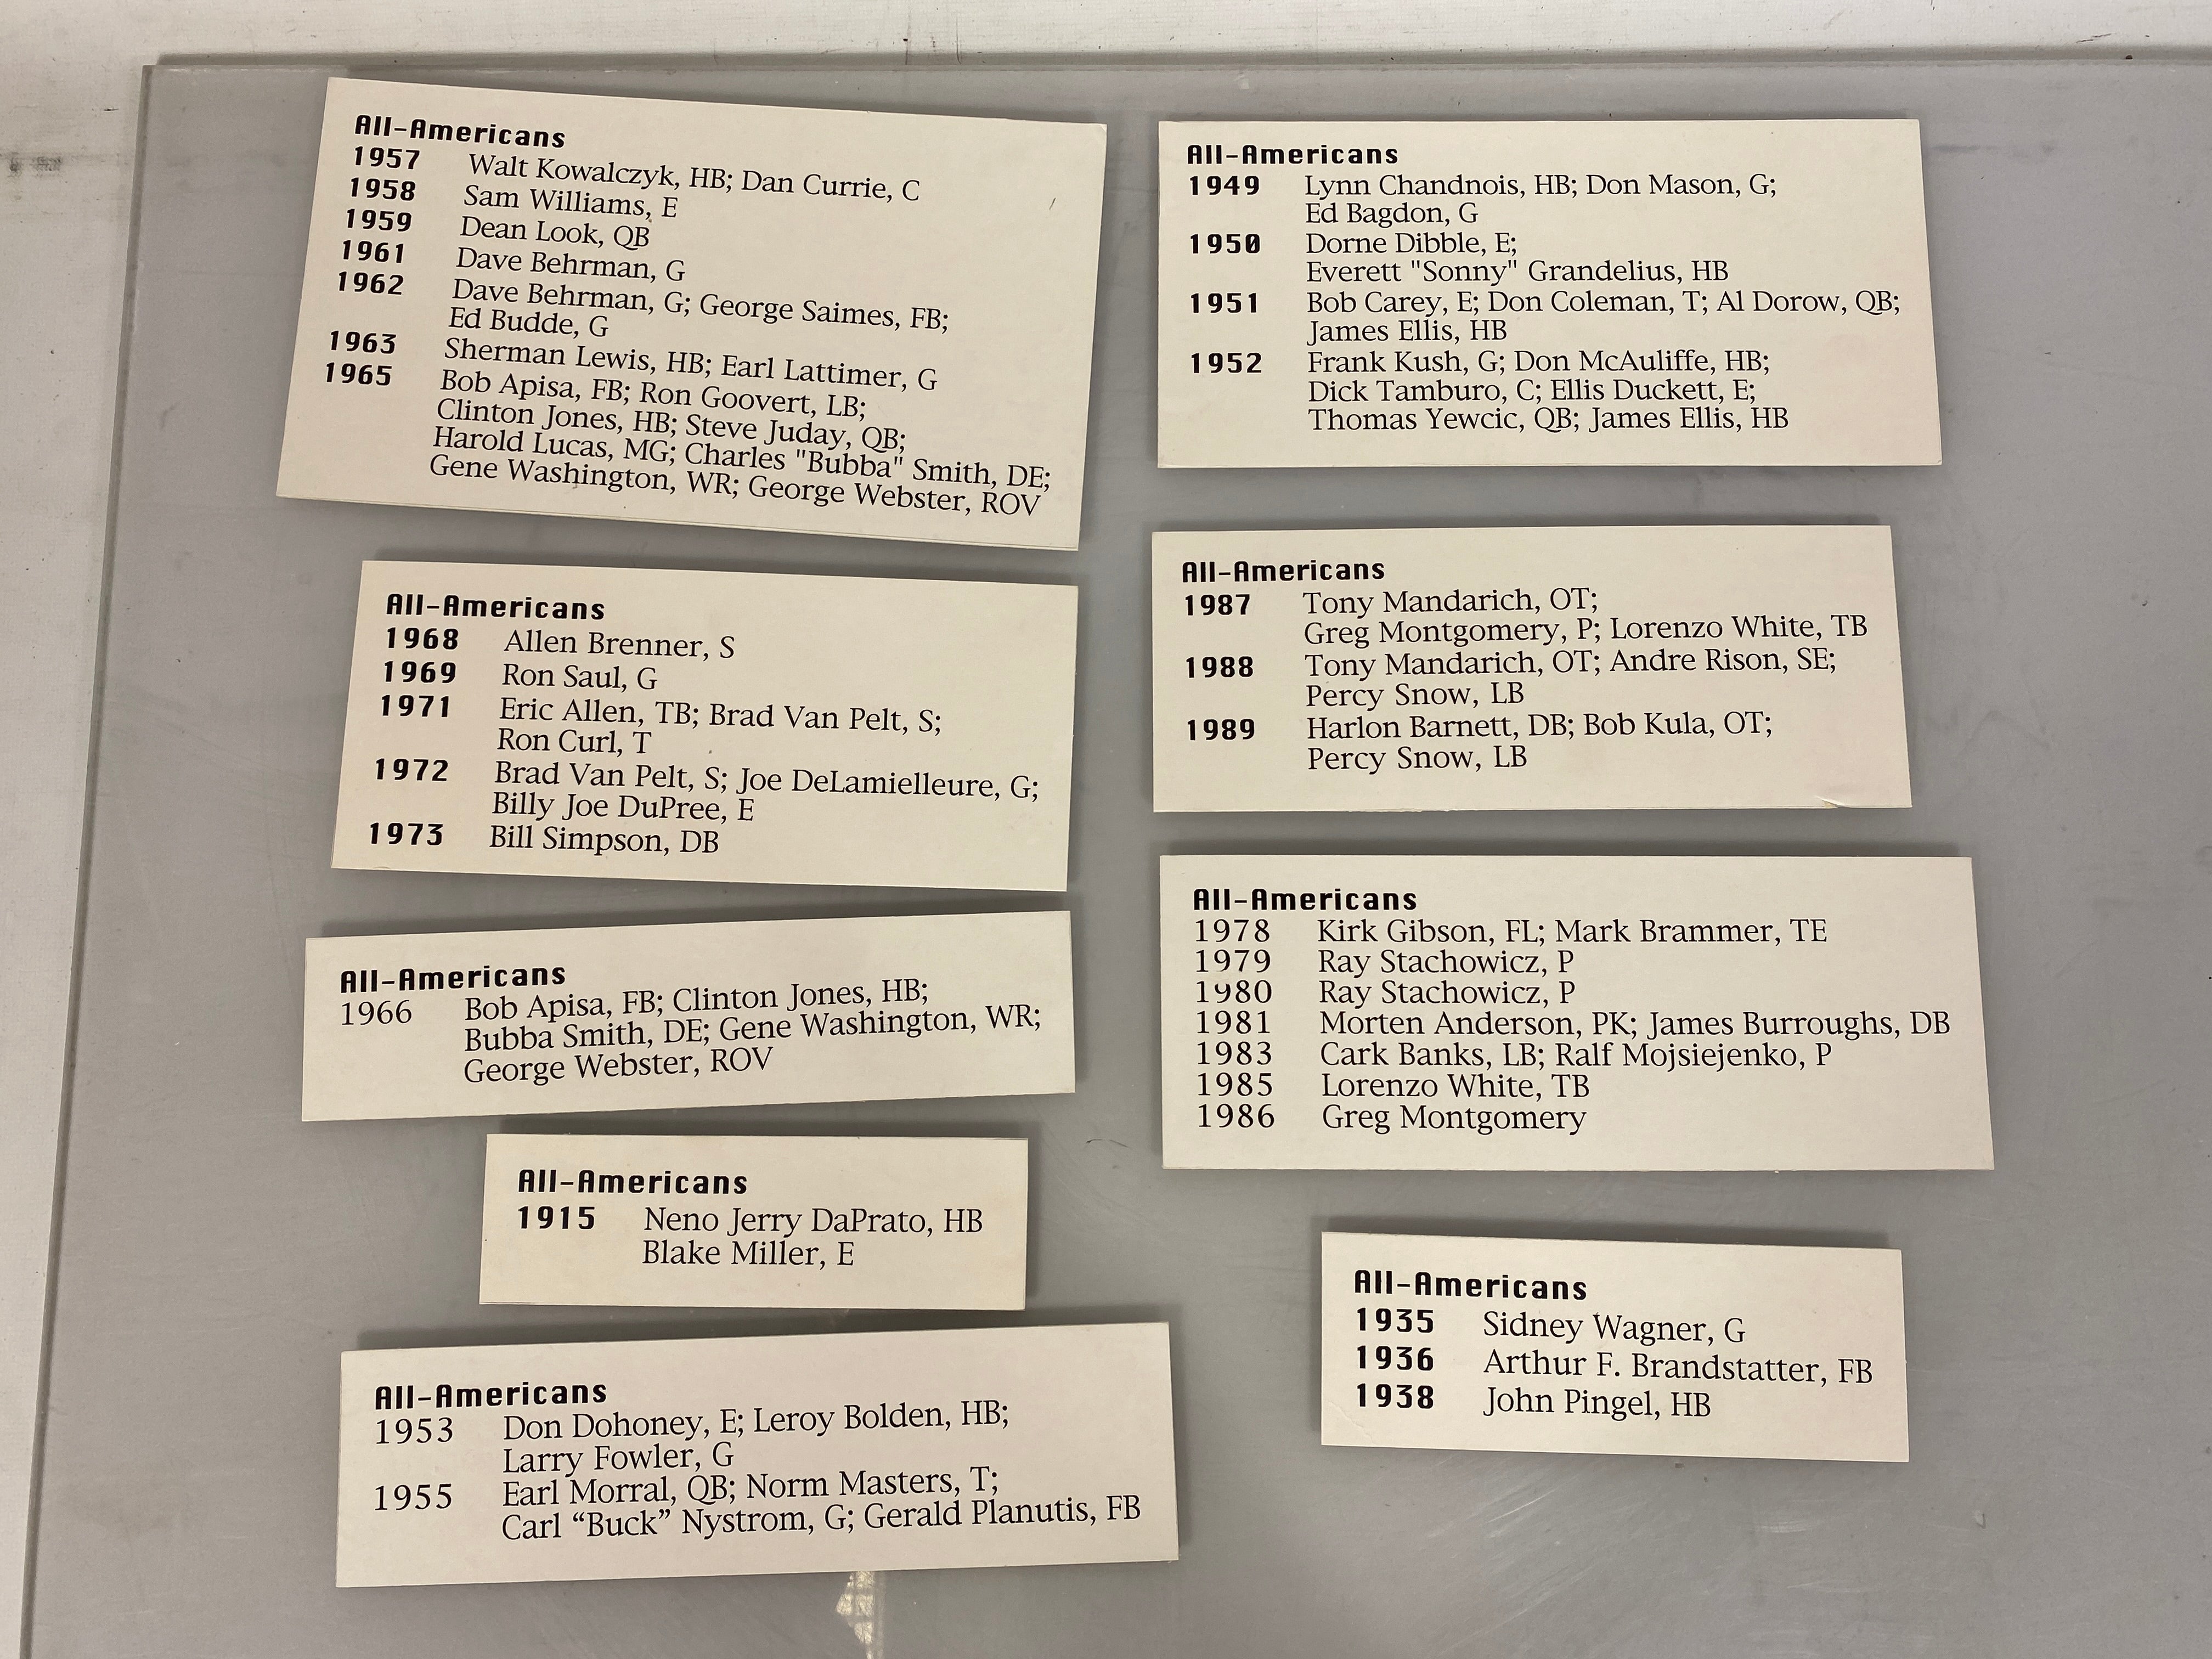 All-Americans
1957 Walt Kowalczyk, HB; Dan Currie, C
1958 Sam Williams, E
1959 Dean Look, QB
1961 Dave Behrman, G
1962 Dave Behrman, G; George Saimes, FB;
Ed Budde, G
1963 Sherman Lewis, HB; Earl Lattimer, G
1965 Bob Apisa, FB; Ron Goovert, LB;
Clinton Jones, HB; Steve Juday, QB;
Harold Lucas, MG; Charles "Bubba" Smith, DE;
Gene Washington, WR; George Webster, ROV
All-Americans
1968 Allen Brenner, S
1969 Ron Saul, G
1971 Eric Allen, TB; Brad Van Pelt, S;
Ron Curl, T
1972 Brad Van Pelt, S; Joe DeLamielleure, G;
Billy Joe DuPree, E
1973 Bill Simpson, DB
All-Americans
1966 Bob Apisa, FB; Clinton Jones, HB;
Bubba Smith, DE; Gene Washington, WR;
George Webster, ROV
All-Americans
1915 Neno Jerry DaPrato, HB
Blake Miller, E
All-Americans
1953 Don Dohoney, E; Leroy Bolden, HB;
Larry Fowler, G
1955 Earl Morral, QB; Norm Masters, T;
Carl “Buck” Nystrom, G; Gerald Planutis, FB
All-Americans
1949 Lynn Chandnois, HB; Don Mason, G;
Ed Bagdon, G
1950 Dorne Dibble, E;
Everett "Sonny" Grandelius, HB
1951 Bob Carey, E; Don Coleman, T; Al Dorow, QB;
James Ellis, HB
1952 Frank Kush, G; Don McAuliffe, HB;
Dick Tamburo, C; Ellis Duckett, E;
Thomas Yewcic, QB; James Ellis, HB
All-Americans
1987 Tony Mandarich, OT;
Greg Montgomery, P; Lorenzo White, TB
1988 Tony Mandarich, OT; Andre Rison, SE;
Percy Snow, LB
1989 Harlon Barnett, DB; Bob Kula, OT;
Percy Snow, LB
All-Americans
1978 Kirk Gibson, FL; Mark Brammer, TE
1979 Ray Stachowicz, P
1980 Ray Stachowicz, P
1981 Morten Anderson, PK; James Burroughs, DB
1983 Cark Banks, LB; Ralf Mojsiejenko, P
1985 Lorenzo White, TB
1986 Greg Montgomery
All-Americans
1935 Sidney Wagner, G
1936 Arthur F. Brandstatter, FB
1938 John Pingel, HB